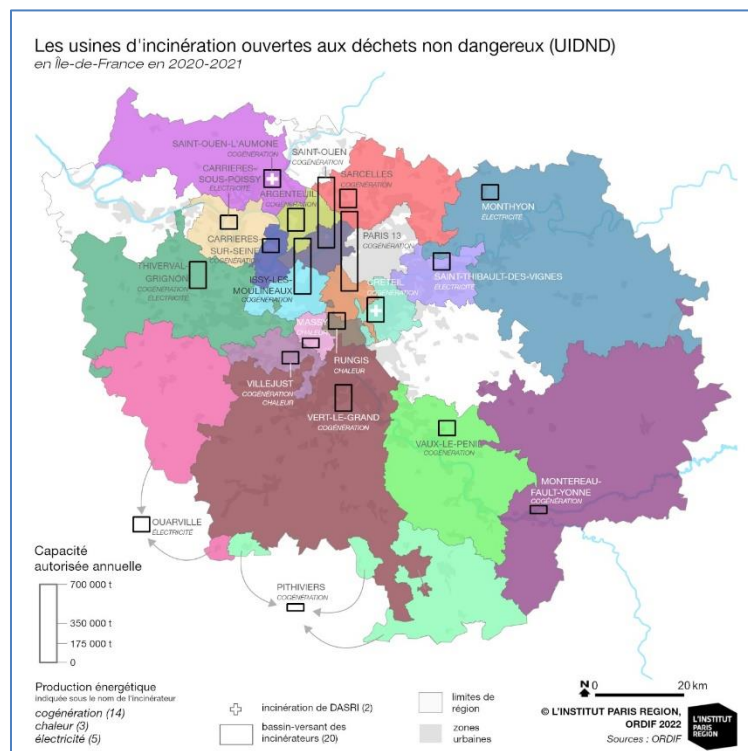 Les usines d'incinération ouvertes aux déchets non dangereux (UIDND)
en Île-de-France en 2020-2021
SAINT-OUEN-L'AUMONE
COGÉNÉRATION
SAINT-OUEN
COGÉNÉRATION
CARRIERES-
SOUS-POISSY
ÉLECTRICITÉ
SARCELLES
COGÉNÉRATION
ARGENTEUIL
COGÉNÉRATION
MONTHYON
ÉLECTRICITÉ
CARRIERES-
SUR-SEINE
COGÉNÉRATION
PARIS 13
COGÉNÉRATION
THIVERVAL-
GRIGNON
COGÉNÉRATION
ÉLECTRICITÉ
ISSY-LES-
MOULINEAUX
COGÉNÉRATION
SAINT-THIBAULT-DES-VIGNES
ÉLECTRICITÉ
CRETEIL
COGÉNÉRATION
MASSY
CHALEUR
RUNGIS
CHALEUR
VILLEJUST
COGÉNÉRATION
CHALEUR
VERT-LE-GRAND
COGÉNÉRATION
VAUX-LE-PENIL
COGÉNÉRATION
MONTEREAU-
FAULT-YONNE
COGÉNÉRATION
OUARVILLE
ÉLECTRICITÉ
PITHIVIERS
COGÉNÉRATION
Capacité
autorisée annuelle
700 000 t
350 000 t
175 000 t
0
Production énergétique
indiquée sous le nom de l'incinérateur
cogénération (14)
chaleur (3)
électricité (5)
incinération de DASRI (2)
bassin-versant des
incinérateurs (20)
limites de
région
zones
urbaines
N 0 20 km
© L'INSTITUT PARIS REGION,
ORDIF 2022
Sources : ORDIF
L'INSTITUT
PARIS
REGION